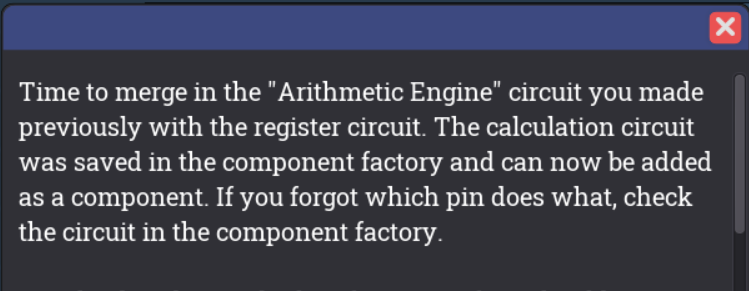 Time to merge in the "Arithmetic Engine" circuit you made
previously with the register circuit. The calculation circuit
was saved in the component factory and can now be added
as a component. If you forgot which pin does what, check
the circuit in the component factory.